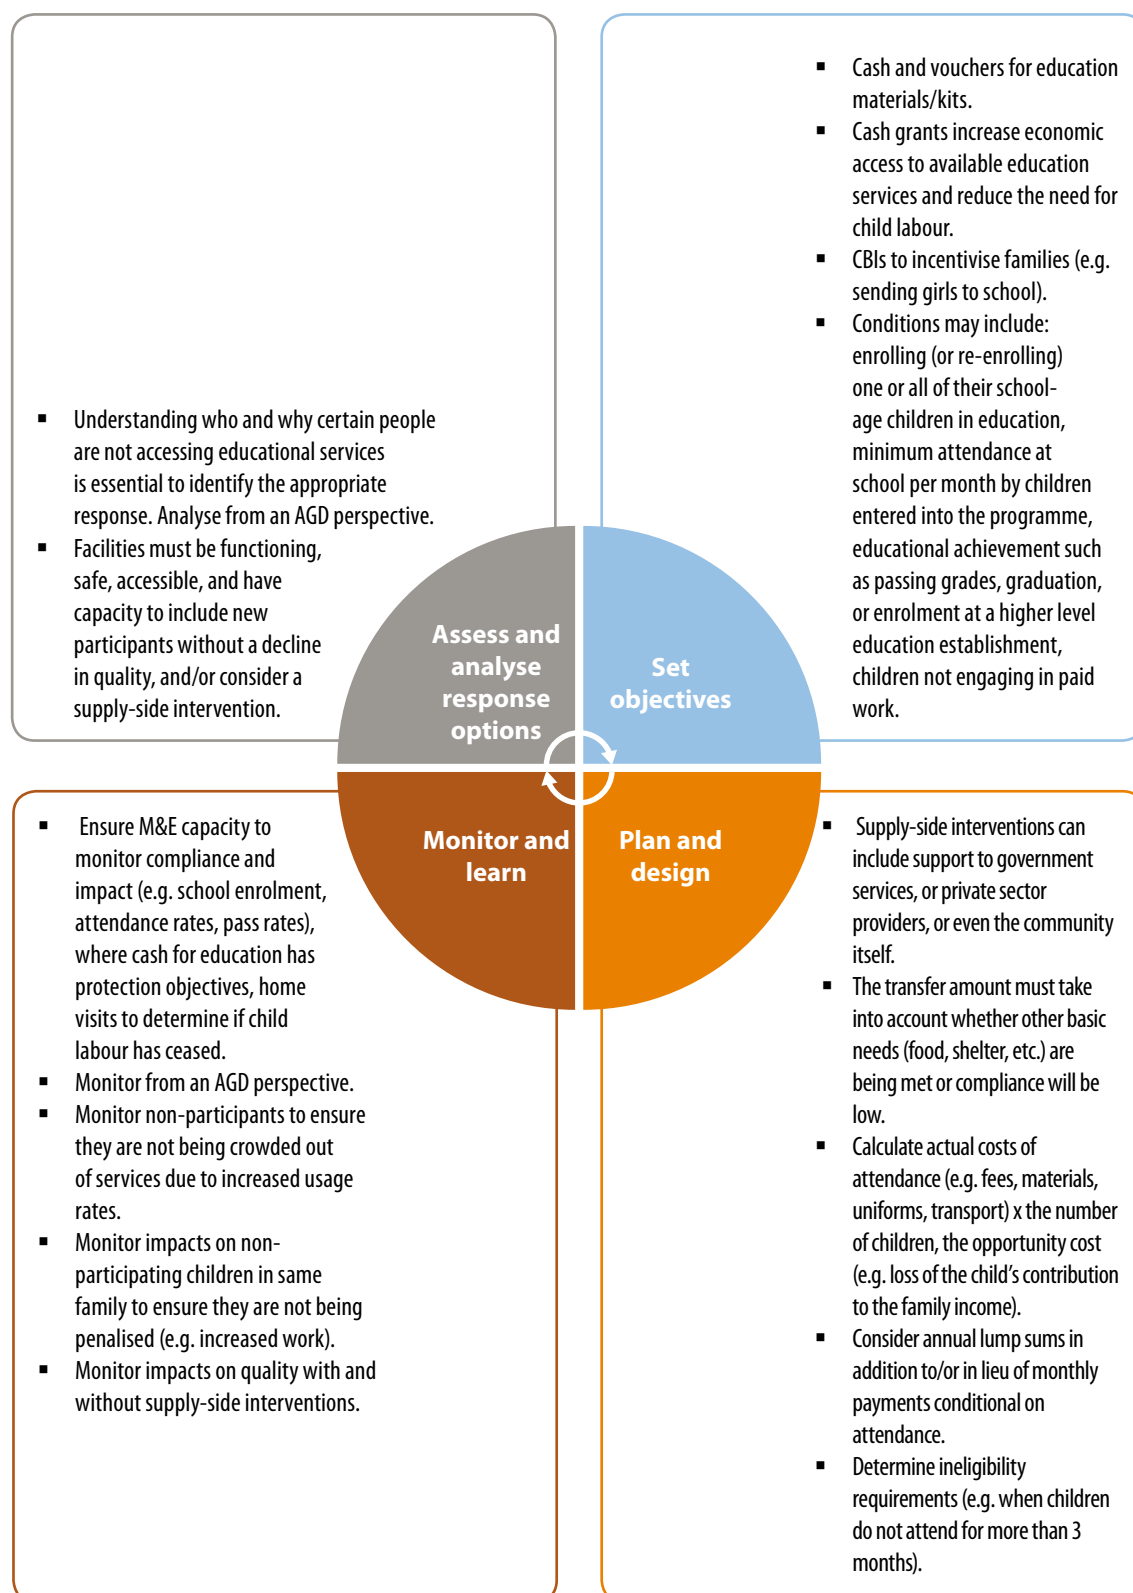 ▪ Understanding who and why certain people
are not accessing educational services
is essential to identify the appropriate
response. Analyse from an AGD perspective.
▪ Facilities must be functioning,
safe, accessible, and have
capacity to include new
participants without a decline
in quality, and/or consider a
supply-side intervention.
Assess and
analyse
response
options
▪ Cash and vouchers for education
materials/kits.
▪ Cash grants increase economic
access to available education
services and reduce the need for
child labour.
▪ CBIs to incentivise families (e.g.
sending girls to school).
▪ Conditions may include:
enrolling (or re-enrolling)
one or all of their school-
age children in education,
minimum attendance at
school per month by children
entered into the programme,
educational achievement such
as passing grades, graduation,
or enrolment at a higher level
education establishment,
children not engaging in paid
work.
Set
objectives
▪ Ensure M&E capacity to
monitor compliance and
impact (e.g. school enrolment,
attendance rates, pass rates),
where cash for education has
protection objectives, home
visits to determine if child
labour has ceased.
▪ Monitor from an AGD perspective.
▪ Monitor non-participants to ensure
they are not being crowded out
of services due to increased usage
rates.
▪ Monitor impacts on non-
participating children in same
family to ensure they are not being
penalised (e.g. increased work).
▪ Monitor impacts on quality with and
without supply-side interventions.
Monitor and
learn
Plan and
design
▪ Supply-side interventions can
include support to government
services, or private sector
providers, or even the community
itself.
▪ The transfer amount must take
into account whether other basic
needs (food, shelter, etc.) are
being met or compliance will be
low.
▪ Calculate actual costs of
attendance (e.g. fees, materials,
uniforms, transport) x the number
of children, the opportunity cost
(e.g. loss of the child’s contribution
to the family income).
▪ Consider annual lump sums in
addition to/or in lieu of monthly
payments conditional on
attendance.
▪ Determine ineligibility
requirements (e.g. when children
do not attend for more than 3
months).